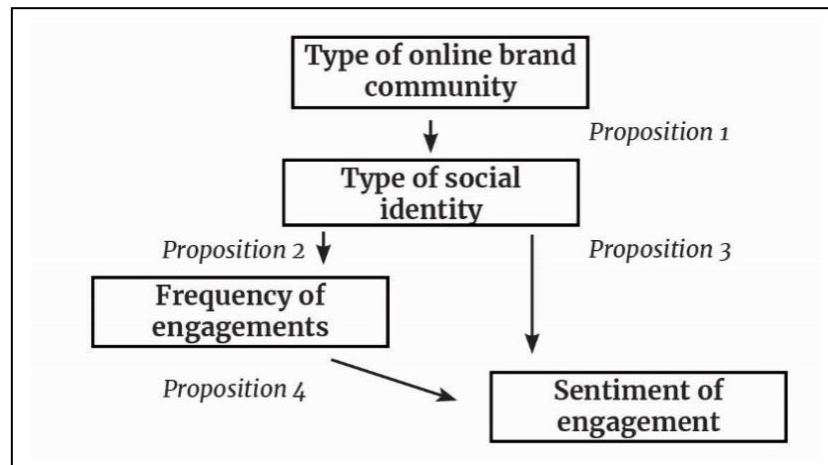 Type of online brand
community
Proposition 1
Type of social
identity
Proposition 2
Proposition 3
Frequency of
engagements
Proposition 4
Sentiment of
engagement